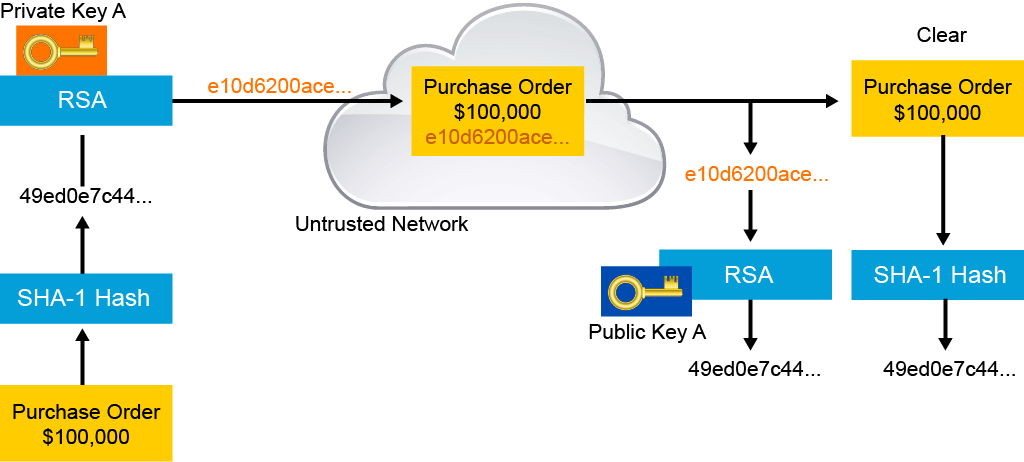 Private Key A
RSA
e10d6200ace...
49ed0e7c44...
SHA-1 Hash
Purchase Order
$100,000
Purchase Order
$100,000
e10d6200ace...
Untrusted Network
Clear
Purchase Order
$100,000
e10d6200ace...
RSA
Public Key A
49ed0e7c44...
SHA-1 Hash
49ed0e7c44...